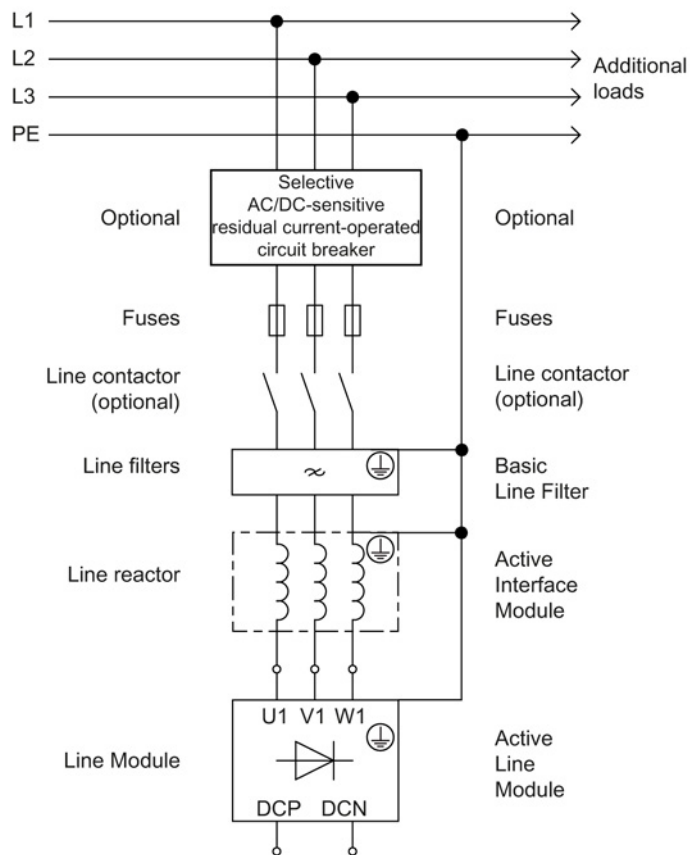 L1
L2
L3
PE
Additional
loads
Optional
Selective
AC/DC-sensitive
residual current-operated
circuit breaker
Optional
Fuses
Fuses
Line contactor
(optional)
Line contactor
(optional)
Line filters
Basic
Line Filter
Line reactor
Active
Interface
Module
U1 V1 W1
Line Module
DCP DCN
Active
Line
Module